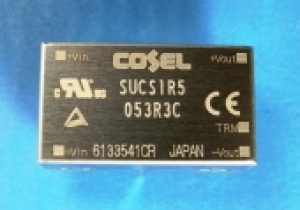 +Vin COSEL +Vout
SUCS1R5
053R3C
TRM
-Vin 6133541CR JAPAN -Vout